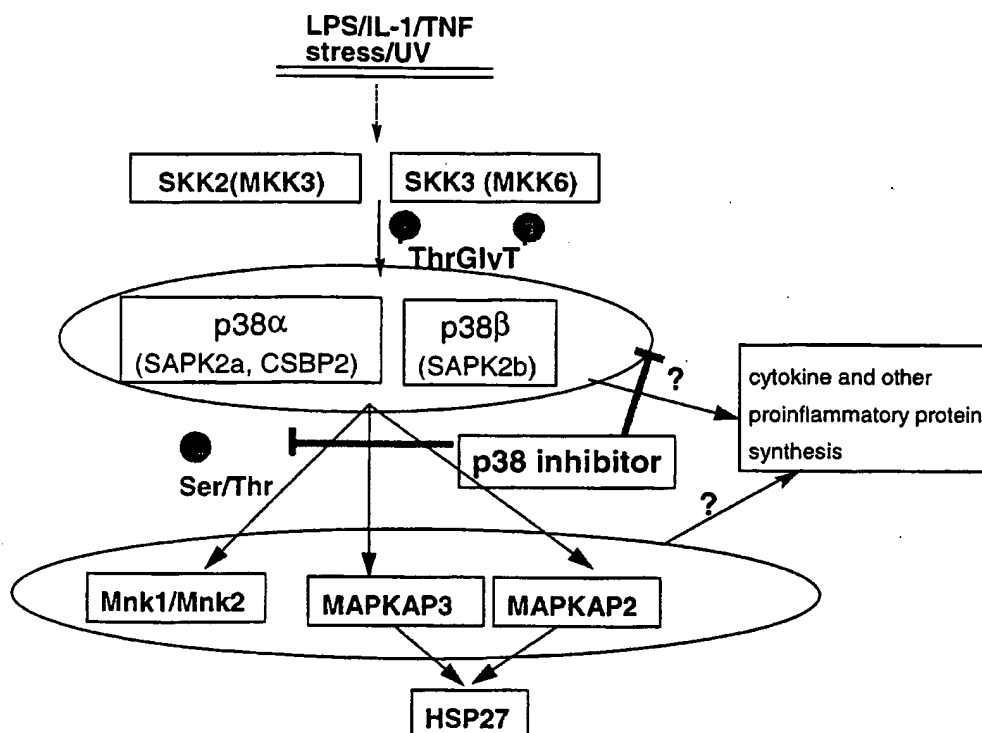 LPS/IL-1/TNF
stress/UV
SKK2(MKK3)
SKK3 (MKK6)
ThrGlyT
p38α
(SAPK2a, CSBP2)
p38β
(SAPK2b)
?
cytokine and other
proinflammatory protein
synthesis
p38 inhibitor
Ser/Thr
?
Mnk1/Mnk2
MAPKAP3
MAPKAP2
HSP27